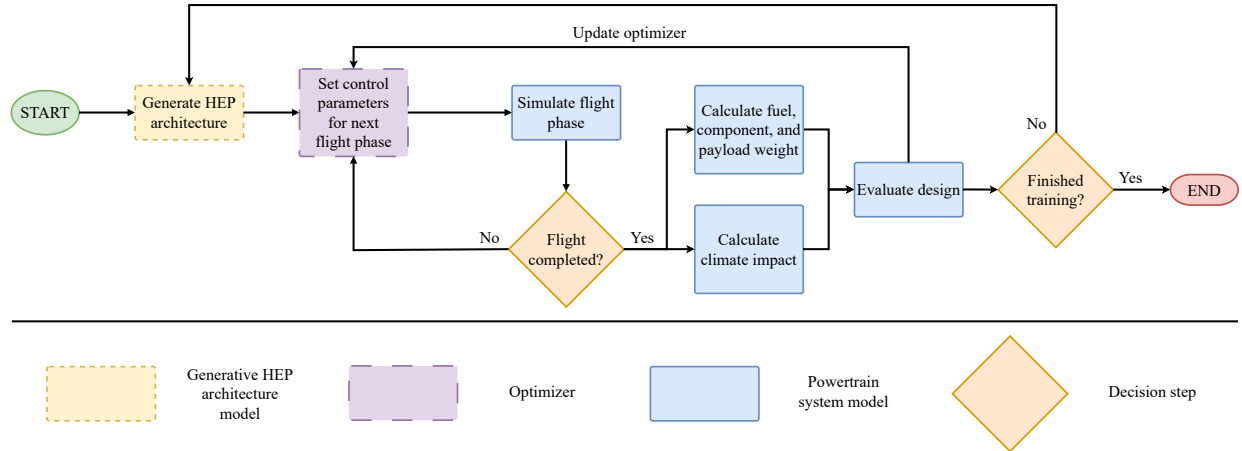 Update optimizer
START
Generate HEP
architecture
Set control
parameters
for next
flight phase
Simulate flight
phase
Calculate fuel,
component, and
payload weight
No
Evaluate design
Finished
training?
Yes
END
No
Flight
completed?
Yes
Calculate
climate impact
Generative HEP
architecture
model
Optimizer
Powertrain
system model
Decision step